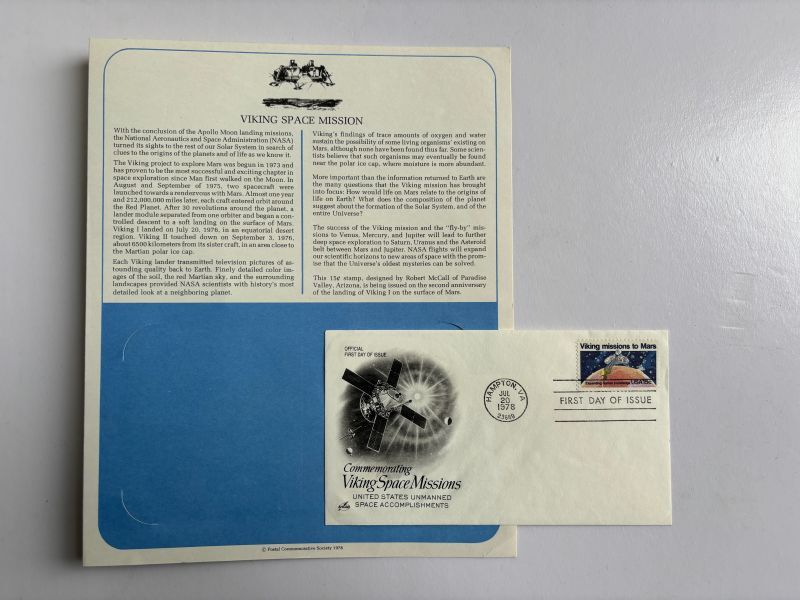 VIKING SPACE MISSION
With the conclusion of the Apollo Moon landing missions,
the National Aeronautics and Space Administration (NASA)
turned its sights to the rest of our Solar System in search of
clues to the origins of the planets and of life as we know it.
The Viking project to explore Mars was begun in 1973 and
has proven to be the most successful and exciting chapter in
space exploration since Man first walked on the Moon. In
August and September of 1975, two spacecraft were
launched towards a rendezvous with Mars. Almost one year
and 212,000,000 miles later, each craft entered orbit around
the Red Planet. After 30 revolutions around the planet, a
lander module separated from one orbiter and began a con-
trolled descent to a soft landing on the surface of Mars.
Viking I landed on July 20, 1976, in an equatorial desert
region. Viking II touched down on September 3, 1976,
about 6500 kilometers from its sister craft, in an area close to
the Martian polar ice cap.
Each Viking lander transmitted television pictures of as-
tounding quality back to Earth. Finely detailed color im-
ages of the soil, the red Martian sky, and the surrounding
landscapes provided NASA scientists with history's most
detailed look at a neighboring planet.
Viking's findings of trace amounts of oxygen and water
sustain the possibility of some living organisms' existing on
Mars, although none have been found thus far. Some scien-
tists believe that such organisms may eventually be found
near the polar ice cap, where moisture is more abundant.
More important than the information returned to Earth are
the many questions that the Viking mission has brought
into focus: How would life on Mars relate to the origins of
life on Earth? What does the composition of the planet
suggest about the formation of the Solar System, and of the
entire Universe?
The success of the Viking mission and the "fly-by" mis-
sions to Venus, Mercury, and Jupiter will lead to further
deep space exploration to Saturn, Uranus and the Asteroid
belt between Mars and Jupiter. NASA flights will expand
our scientific horizons to new areas of space with the prom-
ise that the Universe's oldest mysteries can be solved.
This 15¢ stamp, designed by Robert McCall of Paradise
Valley, Arizona, is being issued on the second anniversary
of the landing of Viking I on the surface of Mars.
© Postal Commemorative Society 1978
OFFICIAL
FIRST DAY OF ISSUE
Commemorating
Viking Space Missions
UNITED STATES UNMANNED
SPACE ACCOMPLISHMENTS
HAMPTON, VA
JUL
20
1978
Viking missions to Mars
USA 15c
FIRST DAY OF ISSUE